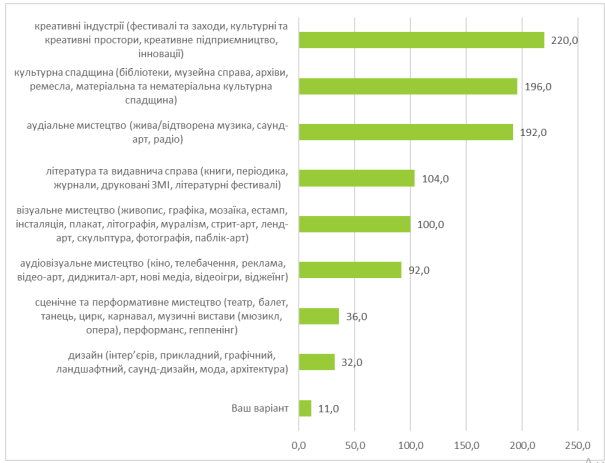 креативні індустрії (фестивалі та заходи, культурні та
креативні простори, креативне підприємництво,
інновації)
220,0
культурна спадщина (бібліотеки, музейна справа, архіви,
ремесла, матеріальна та нематеріальна культурна
спадщина)
196,0
аудіальне мистецтво (жива/відтворена музика, саунд-
арт, радіо)
192,0
література та видавнича справа (книги, періодика,
журнали, друковані ЗМІ, літературні фестивалі)
104,0
візуальне мистецтво (живопис, графіка, мозаїка, естамп,
інсталяція, плакат, літографія, муралізм, стрит-арт, ленд-
арт, скульптура, фотографія, паблік-арт)
100,0
аудіовізуальне мистецтво (кіно, телебачення, реклама,
відео-арт, диджитал-арт, нові медіа, відеоігри, віджеїнг)
92,0
сценічне та перформативне мистецтво (театр, балет,
танець, цирк, карнавал, музичні вистави (мюзикл,
опера), перформанс, геппенінг)
36,0
дизайн (інтер’єрів, прикладний, графічний,
ландшафтний, саунд-дизайн, мода, архітектура)
32,0
Ваш варіант
11,0
0,0 50,0 100,0 150,0 200,0 250,0